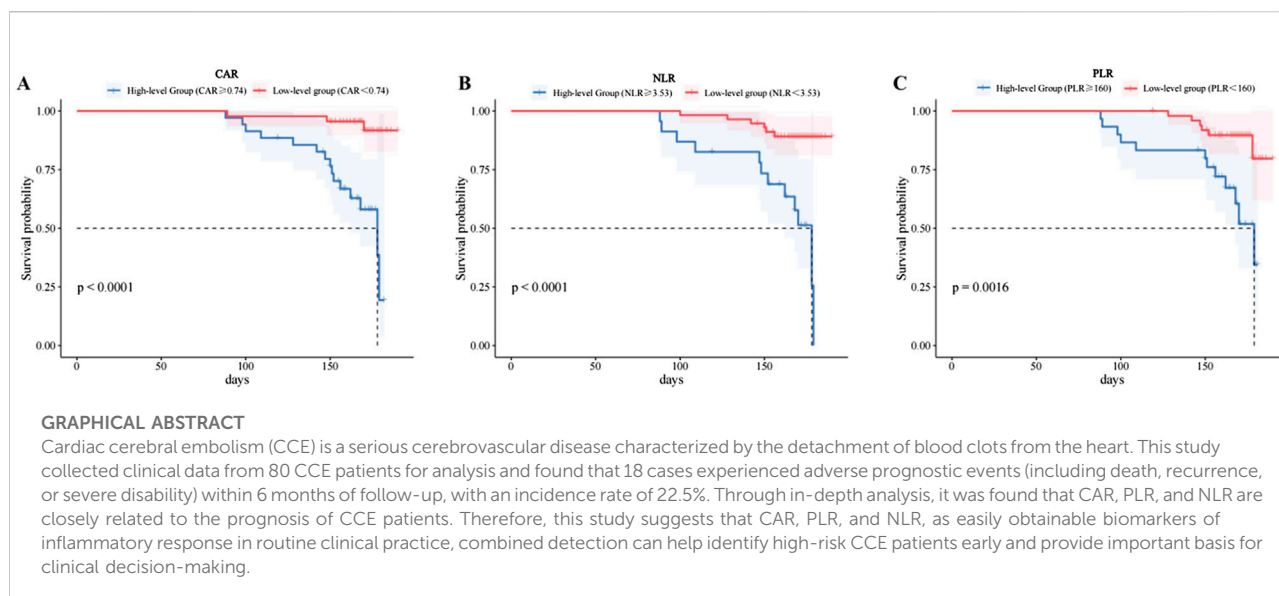 A
CAR
High-level Group (CAR≥0.74) Low-level group (CAR<0.74)
Survival probability
1.00
0.75
0.50
0.25
0.00
p < 0.0001
0 50 100 150
days
B
NLR
High-level Group (NLR≥3.53) Low-level group (NLR<3.53)
Survival probability
1.00
0.75
0.50
0.25
0.00
p < 0.0001
0 50 100 150
days
C
PLR
High-level Group (PLR≥160) Low-level group (PLR<160)
Survival probability
1.00
0.75
0.50
0.25
0.00
p = 0.0016
0 50 100 150
days
GRAPHICAL ABSTRACT
Cardiac cerebral embolism (CCE) is a serious cerebrovascular disease characterized by the detachment of blood clots from the heart. This study
collected clinical data from 80 CCE patients for analysis and found that 18 cases experienced adverse prognostic events (including death, recurrence,
or severe disability) within 6 months of follow-up, with an incidence rate of 22.5%. Through in-depth analysis, it was found that CAR, PLR, and NLR are
closely related to the prognosis of CCE patients. Therefore, this study suggests that CAR, PLR, and NLR, as easily obtainable biomarkers of
inflammatory response in routine clinical practice, combined detection can help identify high-risk CCE patients early and provide important basis for
clinical decision-making.